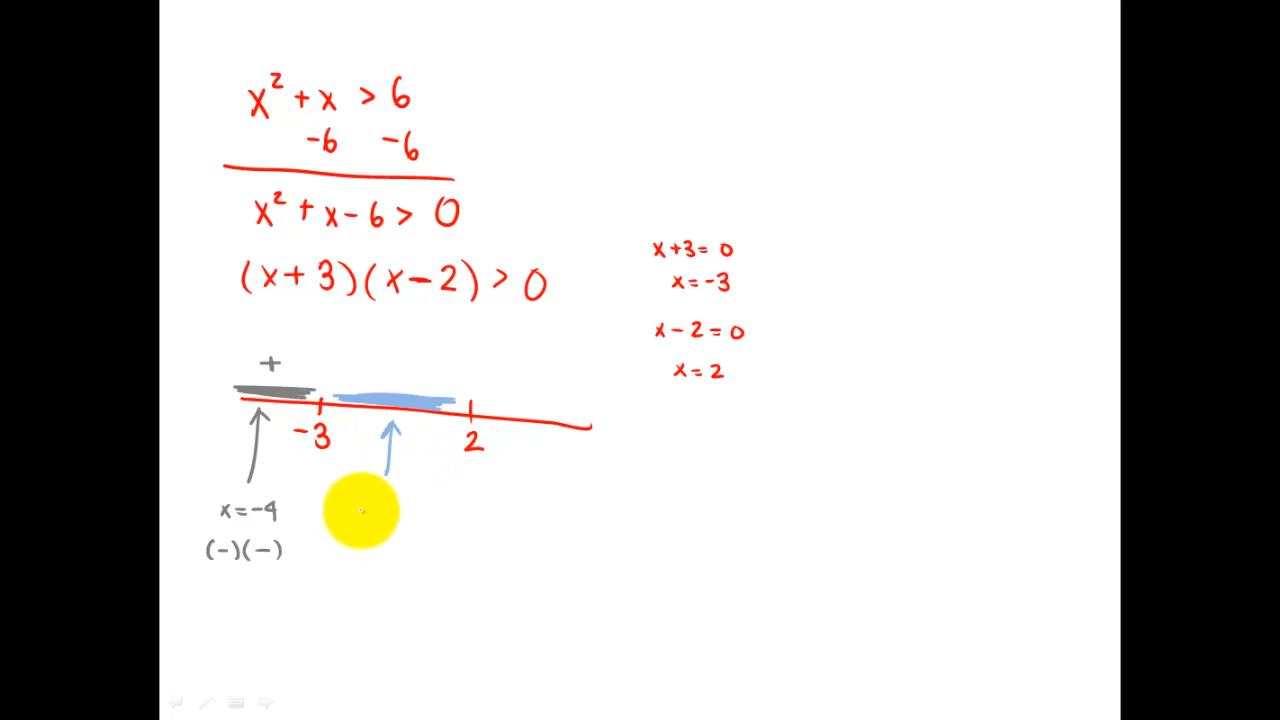 x² + x > 6
-6 -6
x² + x - 6 > 0
(x + 3)(x - 2) > 0
x + 3 = 0
x = -3
x - 2 = 0
x = 2
+
-3 2
x = -4
(-)(-)